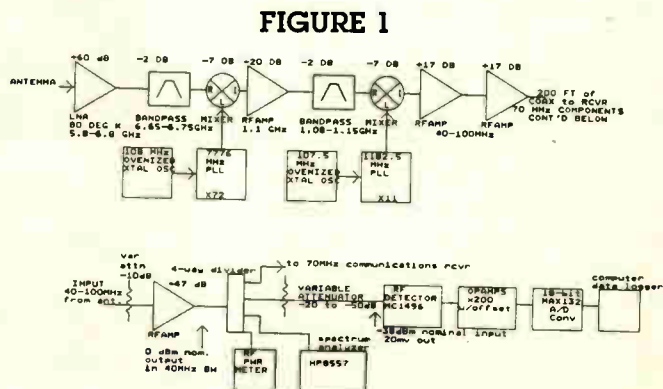 FIGURE 1
+60 dB
-2 DB
-7 DB
-20 DB
-2 DB
-7 DB
+17 DB
+17 DB
ANTEMMA
LNA
80 DEG K
5.8-6.8 GHz
BANDPASS
6.65-6.75GHz
R
I
L
MIXER
RFAMP
1.1 GHz
BANDPASS
1.08-1.15GHz
R
I
L
MIXER
RFAMP
40-100MHz
RFAMP
200 FT of
COAX to RCVR
70 MHz COMPONENTS
CONT'D BELOW
108 MHz
OVENIZED
XTAL OSC
7776
MHz
PLL
X72
107.5
MHz
OVENIZED
XTAL OSC
1182.5
MHz
PLL
X11
var
attn
-10dB
4-way divider
+47 dB
to 70MHz communications rcvr
INPUT
40-100MHz
from ant.
RFAMP
0 dBm nom.
output
in 40MHz BW
RF
PWR
METER
spectrum
analyzer
HP8557
VARIABLE
ATTENUATOR
-20 to -50dB
RF
DETECTOR
MC1496
-38dBm nominal input
20mv out
OPAMPS
x200
w/offset
18-bit
MAX132
A/D
Conv
computer
data logger